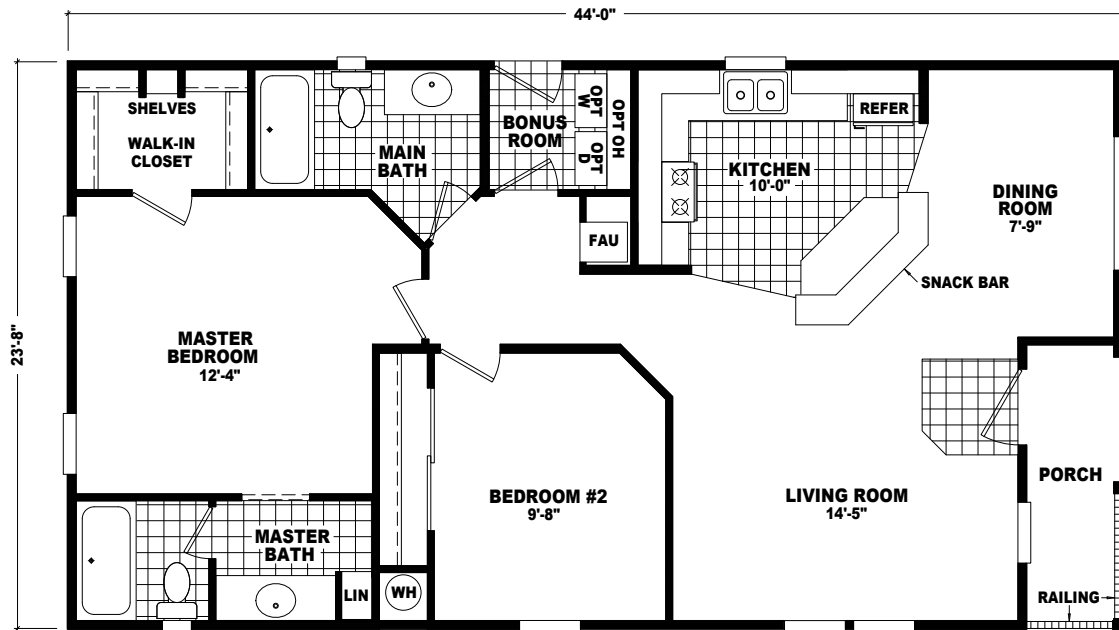 44'-0"
23'-8"
SHELVES
WALK-IN
CLOSET
MAIN
BATH
BONUS
ROOM
OPT
W
OPT
D
OPT OH
REFER
KITCHEN
10'-0"
DINING
ROOM
7'-9"
FAU
SNACK BAR
MASTER
BEDROOM
12'-4"
BEDROOM #2
9'-8"
LIVING ROOM
14'-5"
PORCH
MASTER
BATH
LIN
WH
RAILING